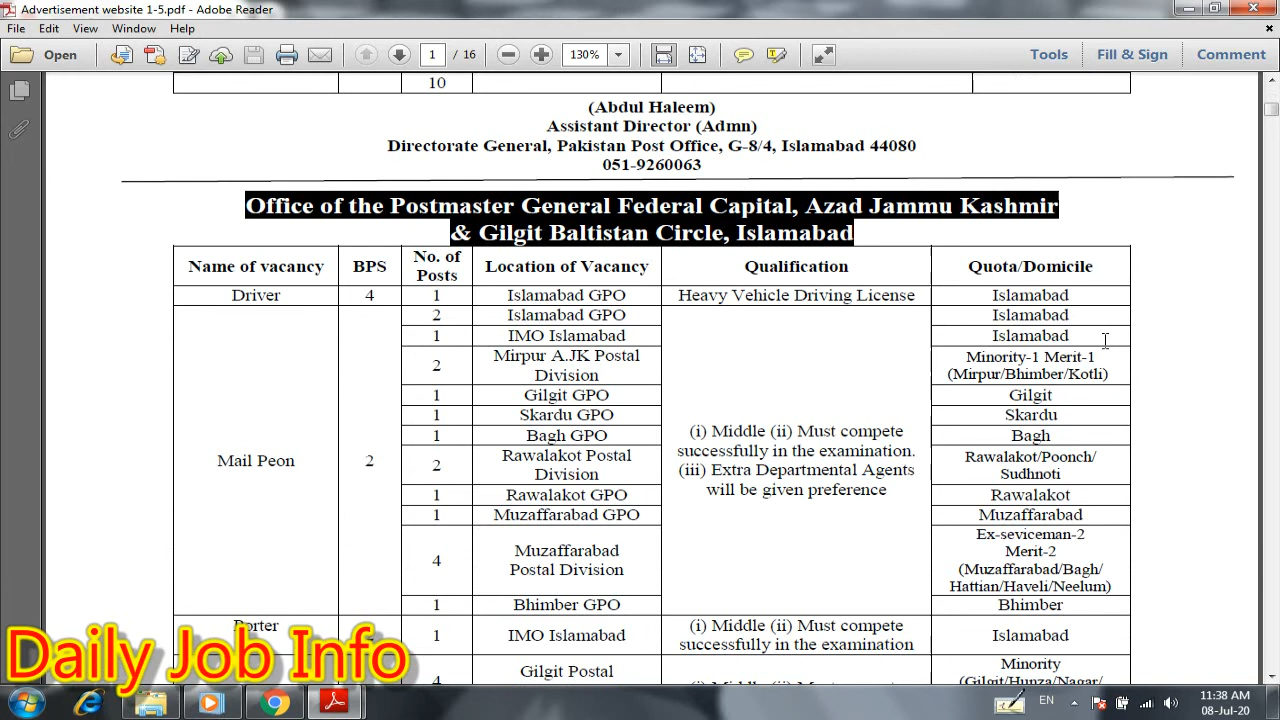 Advertisement website 1-5.pdf - Adobe Reader
File Edit View Window Help
Open 1 / 16 130% Tools Fill & Sign Comment
10
(Abdul Haleem)
Assistant Director (Admn)
Directorate General, Pakistan Post Office, G-8/4, Islamabad 44080
051-9260063
Office of the Postmaster General Federal Capital, Azad Jammu Kashmir
& Gilgit Baltistan Circle, Islamabad
Name of vacancy BPS No. of Posts Location of Vacancy Qualification Quota/Domicile
Driver 4 1 Islamabad GPO Heavy Vehicle Driving License Islamabad
Mail Peon 2
2 Islamabad GPO Islamabad
1 IMO Islamabad Islamabad
2 Mirpur A.JK Postal Division Minority-1 Merit-1 (Mirpur/Bhimber/Kotli)
1 Gilgit GPO Gilgit
1 Skardu GPO Skardu
1 Bagh GPO Bagh
2 Rawalakot Postal Division Rawalakot/Poonch/ Sudhnoti
1 Rawalakot GPO Rawalakot
1 Muzaffarabad GPO Muzaffarabad
4 Muzaffarabad Postal Division Ex-seviceman-2 Merit-2 (Muzaffarabad/Bagh/ Hattian/Haveli/Neelum)
1 Bhimber GPO Bhimber
(i) Middle (ii) Must compete
successfully in the examination.
(iii) Extra Departmental Agents
will be given preference
Porter 1 IMO Islamabad (i) Middle (ii) Must compete successfully in the examination Islamabad
4 Gilgit Postal Minority (Gilgit/Hunza/Nagar/
Daily Job Info
EN
11:38 AM
08-Jul-20